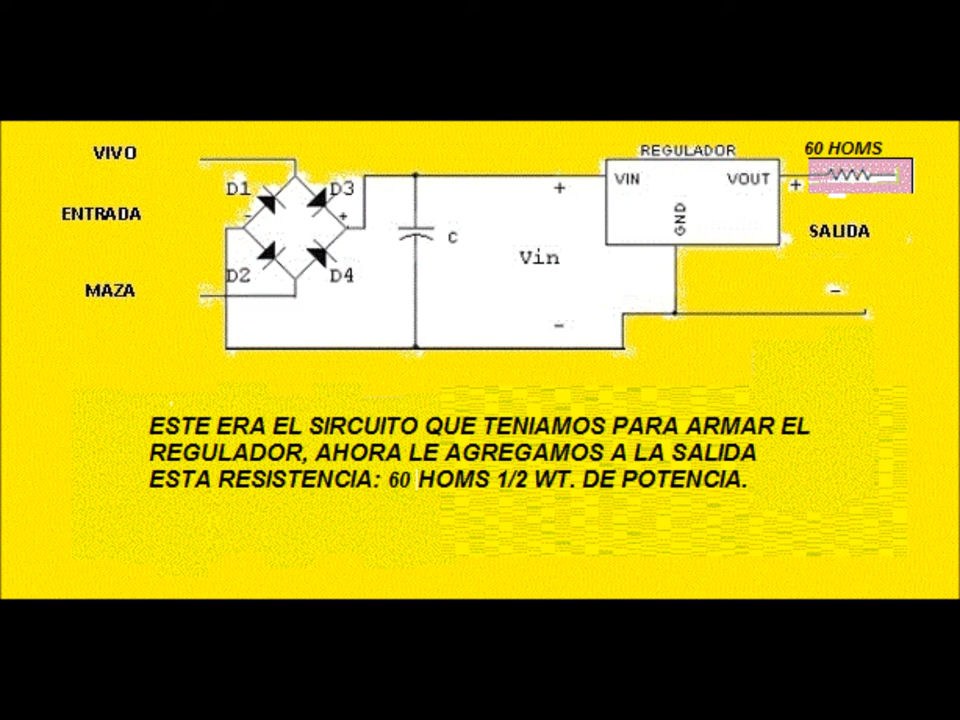 VIVO
REGULADOR
60 HOMS
D1
D3
+
VIN
VOUT
+
-
+
ENTRADA
GND
SALIDA
C
Vin
D2
D4
MAZA
-
-
ESTE ERA EL SIRCUITO QUE TENIAMOS PARA ARMAR EL
REGULADOR, AHORA LE AGREGAMOS A LA SALIDA
ESTA RESISTENCIA: 60 HOMS 1/2 WT. DE POTENCIA.